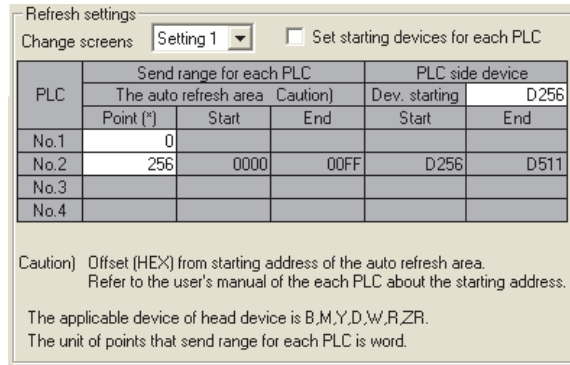 Refresh settings
Change screens Setting 1 Set starting devices for each PLC
PLC Send range for each PLC PLC side device
The auto refresh area Caution) Dev. starting D256
Point (*) Start End Start End
No.1 0
No.2 256 0000 00FF D256 D511
No.3
No.4
Caution) Offset (HEX) from starting address of the auto refresh area.
Refer to the user's manual of the each PLC about the starting address.
The applicable device of head device is B,M,Y,D,W,R,ZR.
The unit of points that send range for each PLC is word.